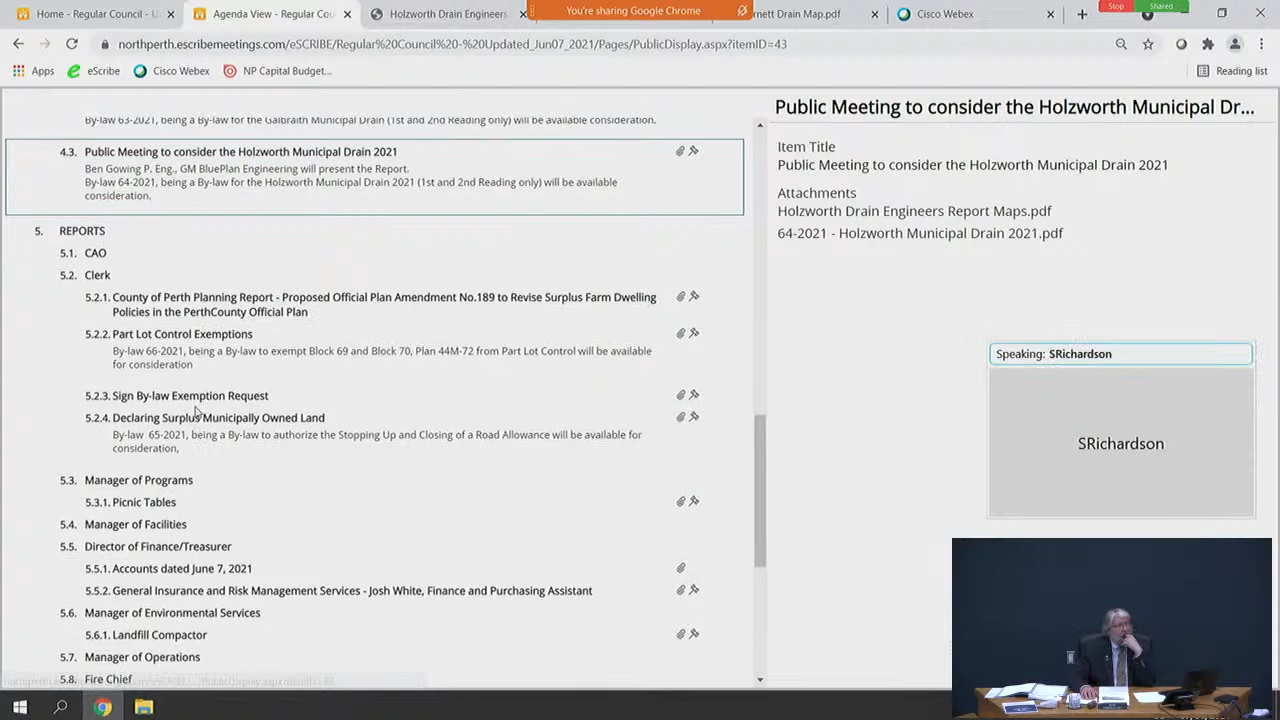 Home - Regular Council - U
Agenda View - Regular Counc
Holzworth Drain Engineers
You're sharing Google Chrome
nett Drain Map.pdf
Cisco Webex
Stop
Shared
northperth.escribemeetings.com/eSCRIBE/Regular%20Council%20-%20Updated_Jun07_2021/Pages/PublicDisplay.aspx?itemID=43
Apps
eScribe
Cisco Webex
NP Capital Budget...
Reading list
By-law 63-2021, being a By-law for the Galbraith Municipal Drain (1st and 2nd Reading only) will be available consideration.
4.3. Public Meeting to consider the Holzworth Municipal Drain 2021
Ben Gowing P. Eng., GM BluePlan Engineering will present the Report.
By-law 64-2021, being a By-law for the Holzworth Municipal Drain 2021 (1st and 2nd Reading only) will be available
consideration.
5. REPORTS
5.1. CAO
5.2. Clerk
5.2.1. County of Perth Planning Report - Proposed Official Plan Amendment No.189 to Revise Surplus Farm Dwelling
Policies in the PerthCounty Official Plan
5.2.2. Part Lot Control Exemptions
By-law 66-2021, being a By-law to exempt Block 69 and Block 70, Plan 44M-72 from Part Lot Control will be available
for consideration
5.2.3. Sign By-law Exemption Request
5.2.4. Declaring Surplus Municipally Owned Land
By-law 65-2021, being a By-law to authorize the Stopping Up and Closing of a Road Allowance will be available for
consideration,
5.3. Manager of Programs
5.3.1. Picnic Tables
5.4. Manager of Facilities
5.5. Director of Finance/Treasurer
5.5.1. Accounts dated June 7, 2021
5.5.2. General Insurance and Risk Management Services - Josh White, Finance and Purchasing Assistant
5.6. Manager of Environmental Services
5.6.1. Landfill Compactor
5.7. Manager of Operations
5.8. Fire Chief
Public Meeting to consider the Holzworth Municipal Dr...
Item Title
Public Meeting to consider the Holzworth Municipal Drain 2021
Attachments
Holzworth Drain Engineers Report Maps.pdf
64-2021 - Holzworth Municipal Drain 2021.pdf
Speaking: SRichardson
SRichardson